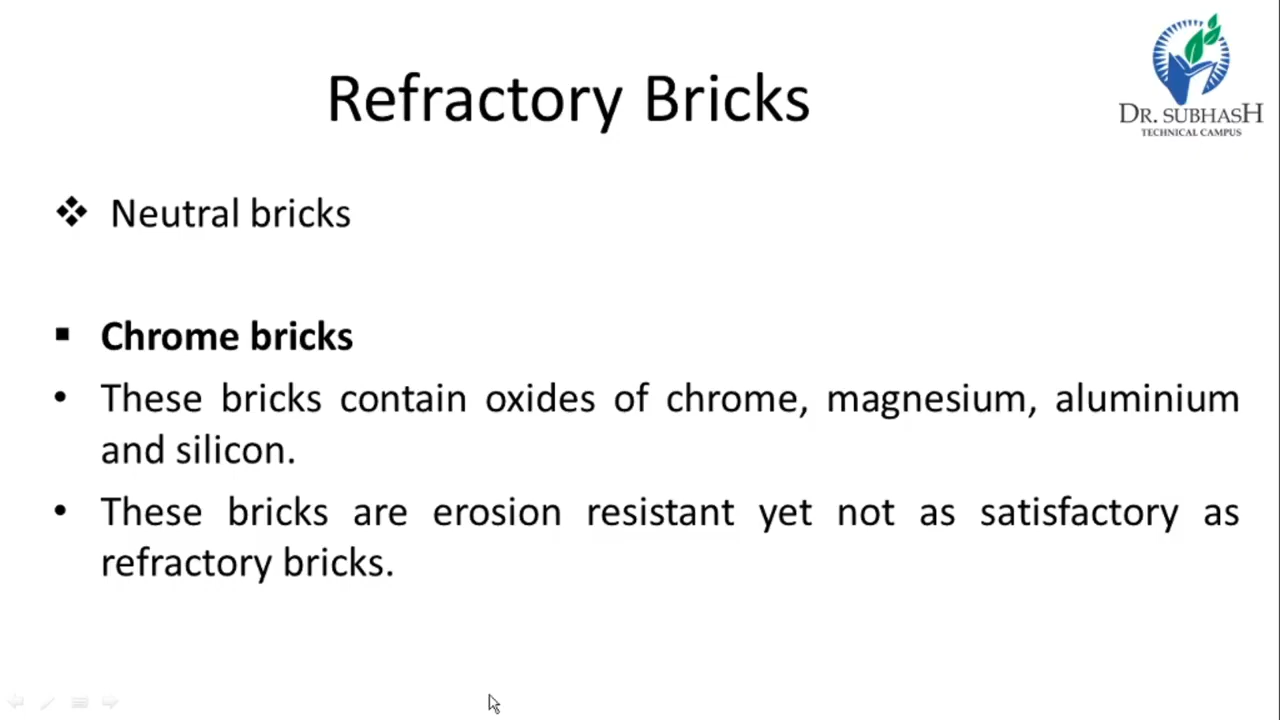 DR. SUBHASH
TECHNICAL CAMPUS
Refractory Bricks
❖ Neutral bricks
▪ Chrome bricks
• These bricks contain oxides of chrome, magnesium, aluminium
and silicon.
• These bricks are erosion resistant yet not as satisfactory as
refractory bricks.